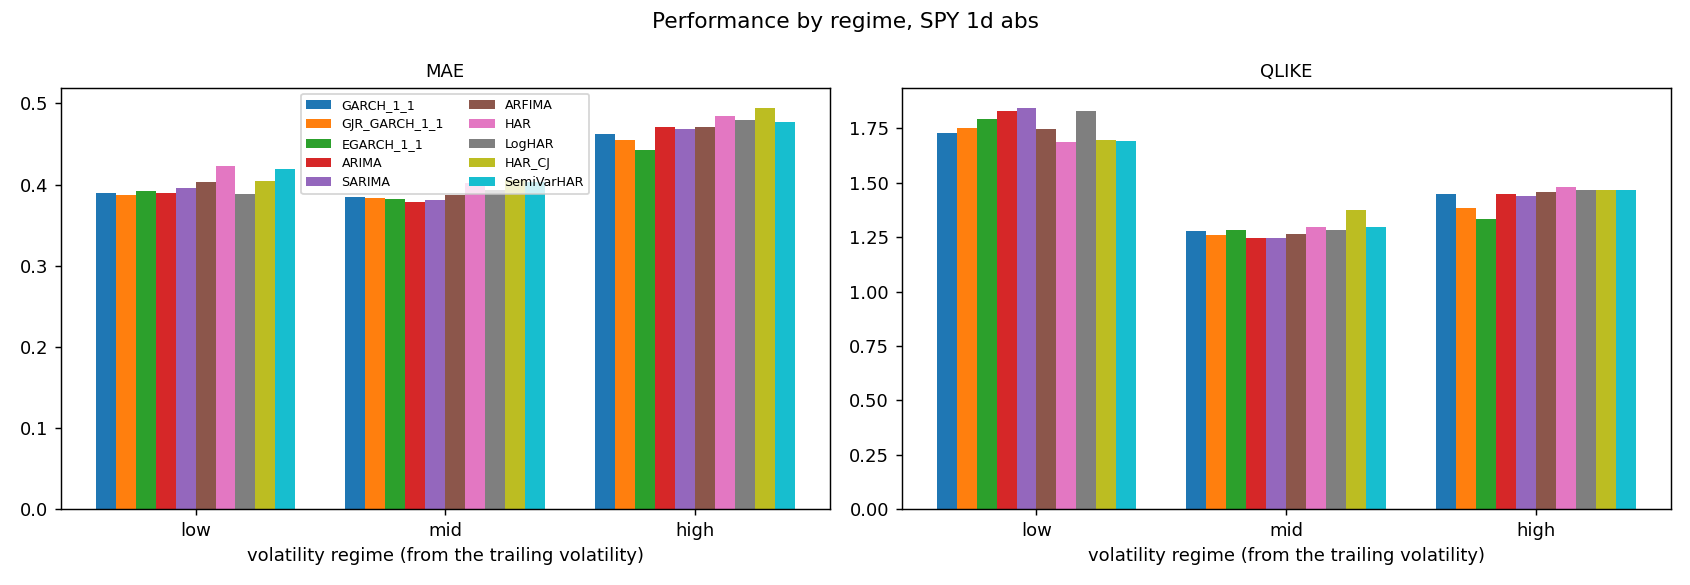 Performance by regime, SPY 1d abs
MAE
0.5
0.4
0.3
0.2
0.1
0.0
GARCH_1_1
GJR_GARCH_1_1
EGARCH_1_1
ARIMA
SARIMA
ARFIMA
HAR
LogHAR
HAR_CJ
SemiVarHAR
low mid high
volatility regime (from the trailing volatility)
QLIKE
1.75
1.50
1.25
1.00
0.75
0.50
0.25
0.00
low mid high
volatility regime (from the trailing volatility)